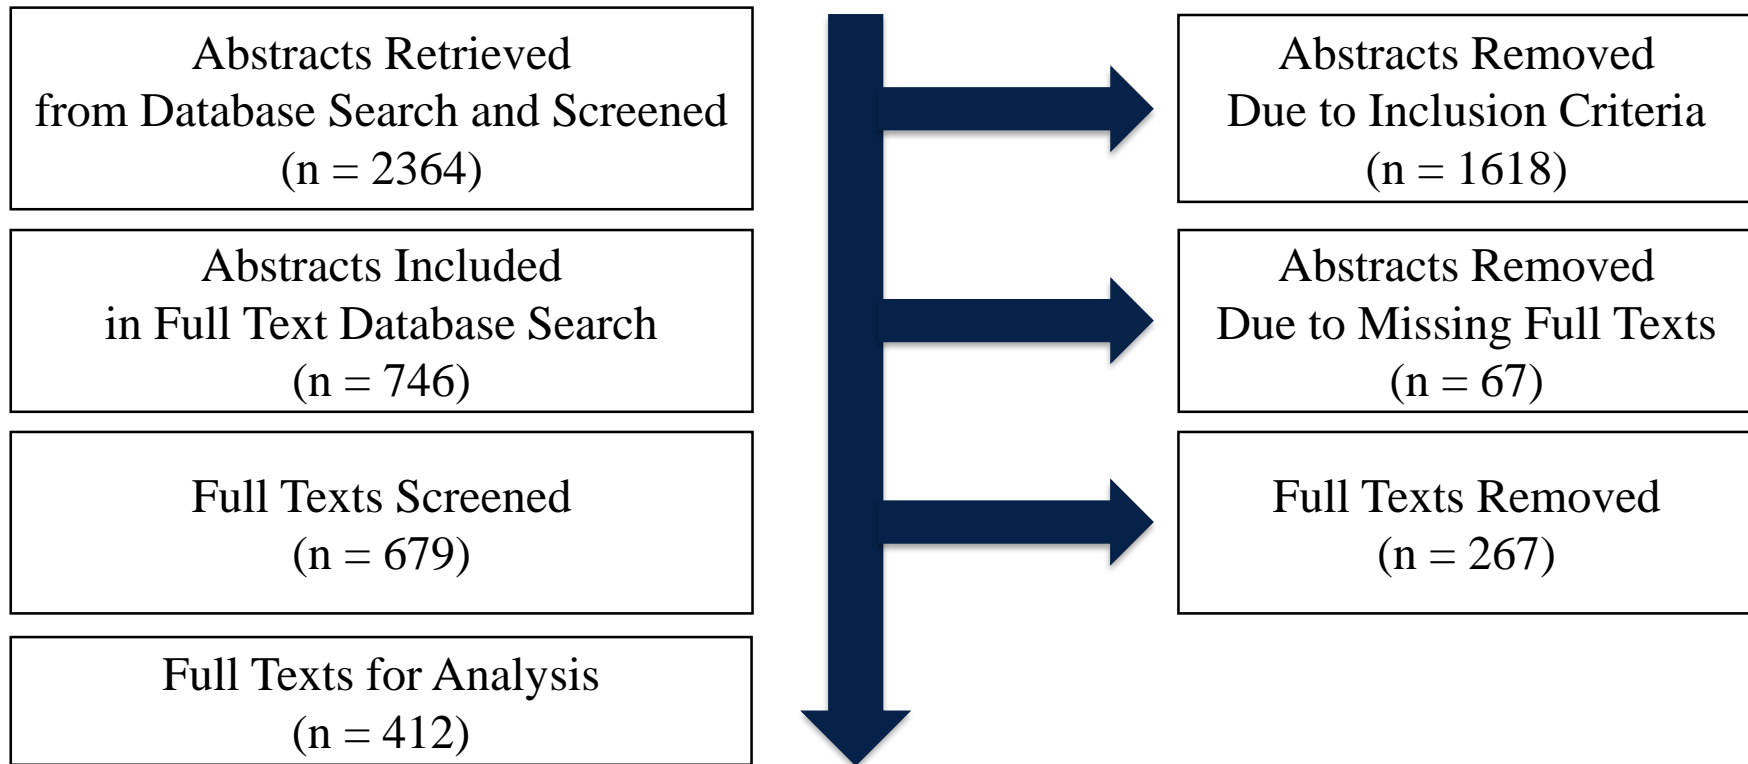 Abstracts Retrieved
from Database Search and Screened
(n = 2364)
Abstracts Removed
Due to Inclusion Criteria
(n = 1618)
Abstracts Included
in Full Text Database Search
(n = 746)
Abstracts Removed
Due to Missing Full Texts
(n = 67)
Full Texts Screened
(n = 679)
Full Texts Removed
(n = 267)
Full Texts for Analysis
(n = 412)